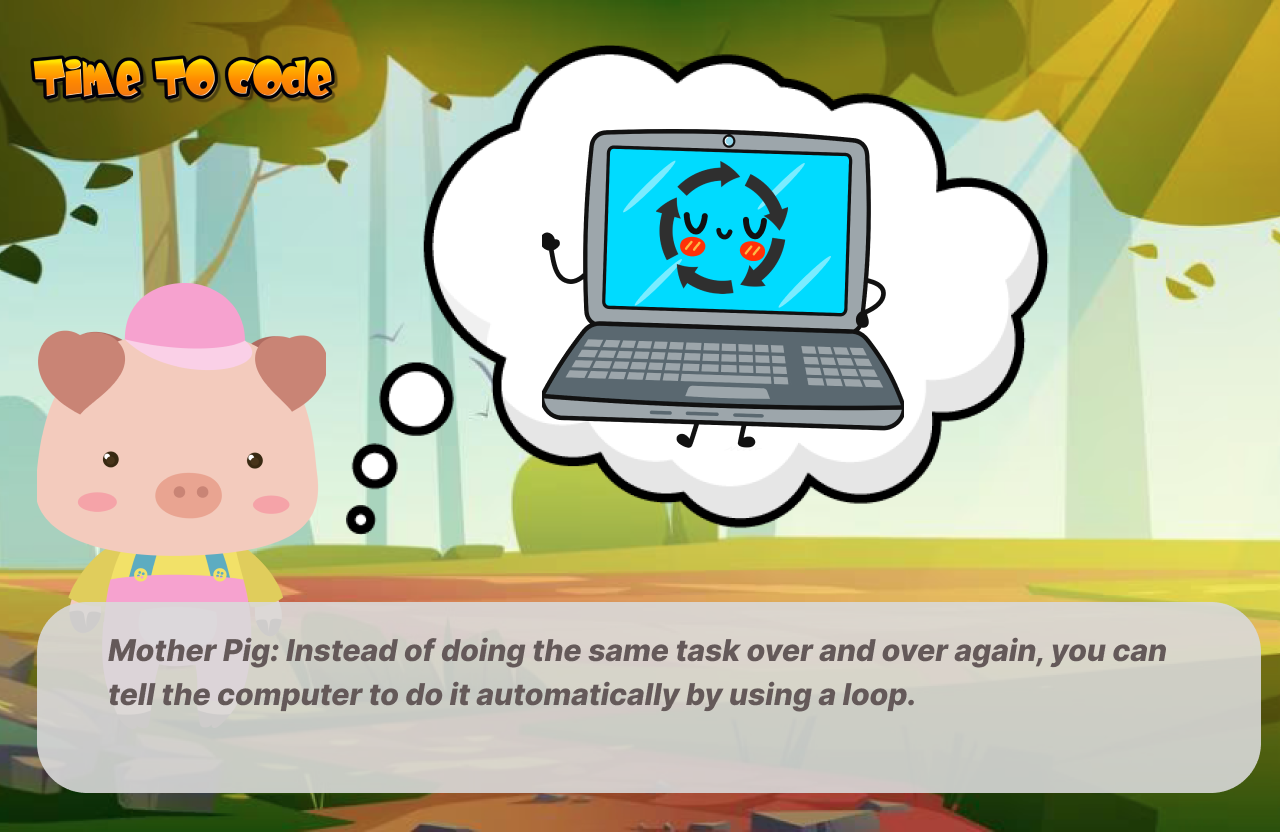 Time To Code
Mother Pig: Instead of doing the same task over and over again, you can
tell the computer to do it automatically by using a loop.